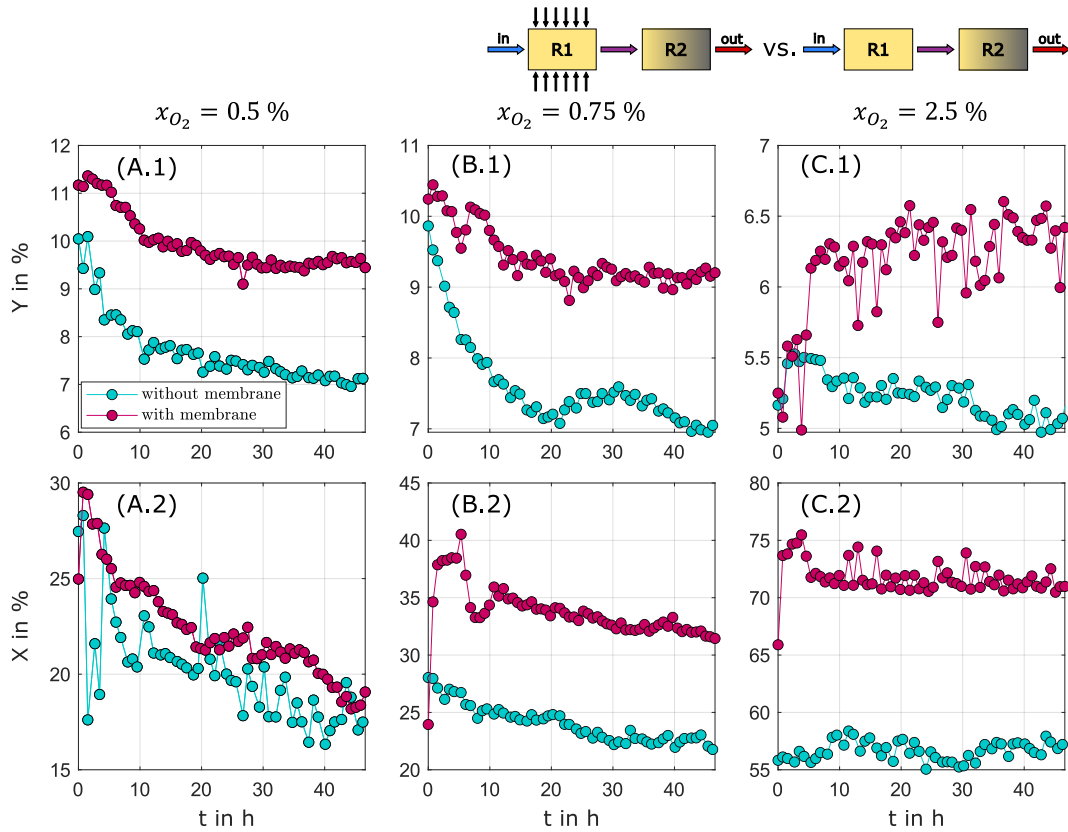 in R1 R2 out vs. in R1 R2 out
x_{O_2} = 0.5 % x_{O_2} = 0.75 % x_{O_2} = 2.5 %
(A.1)
Y in %
12
11
10
9
8
7
6
without membrane
with membrane
0 10 20 30 40
(B.1)
11
10
9
8
7
0 10 20 30 40
(C.1)
7
6.5
6
5.5
5
0 10 20 30 40
(A.2)
X in %
30
25
20
15
0 10 20 30 40
t in h
(B.2)
45
40
35
30
25
20
0 10 20 30 40
t in h
(C.2)
80
75
70
65
60
55
0 10 20 30 40
t in h